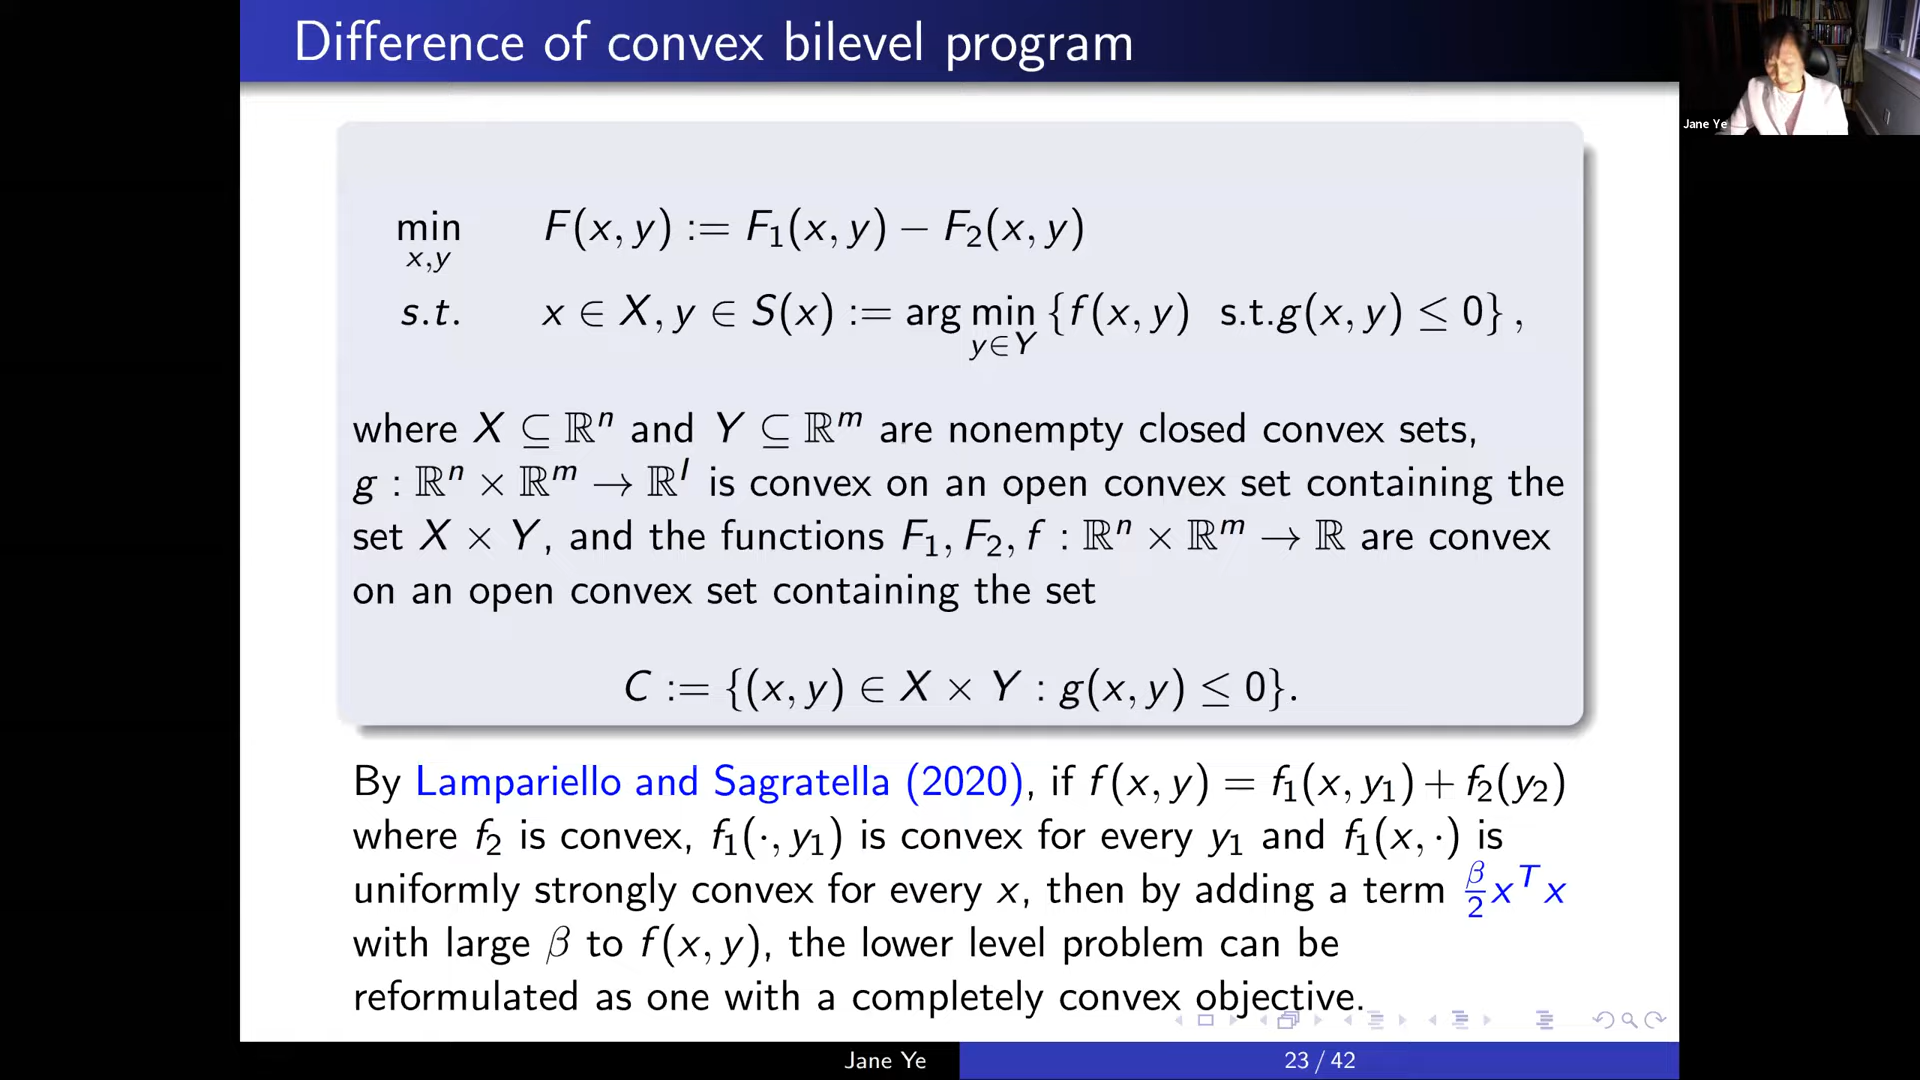 Difference of convex bilevel program
Jane Ye
min x,y F(x, y) := F₁(x, y) − F₂(x, y)
s.t. x ∈ X, y ∈ S(x) := arg min y∈Y {f(x, y) s.t.g(x, y) ≤ 0} ,
where X ⊆ ℝⁿ and Y ⊆ ℝᵐ are nonempty closed convex sets,
g : ℝⁿ × ℝᵐ → ℝˡ is convex on an open convex set containing the
set X × Y, and the functions F₁, F₂, f : ℝⁿ × ℝᵐ → ℝ are convex
on an open convex set containing the set
C := {(x, y) ∈ X × Y : g(x, y) ≤ 0}.
By Lampariello and Sagratella (2020), if f(x, y) = f₁(x, y₁) + f₂(y₂)
where f₂ is convex, f₁(·, y₁) is convex for every y₁ and f₁(x, ·) is
uniformly strongly convex for every x, then by adding a term β/2 xᵀx
with large β to f(x, y), the lower level problem can be
reformulated as one with a completely convex objective.
Jane Ye
23 / 42